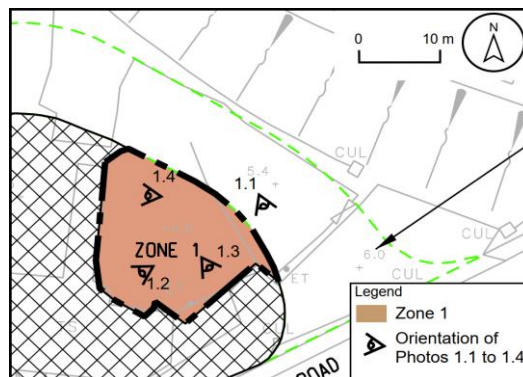 0 10 m
N
CUL
1.4
5.4
1.1
ZONE 1
1.3
1.2
ET
6.0
CUL
CUL
Legend
Zone 1
Orientation of
Photos 1.1 to 1.4
ROAD